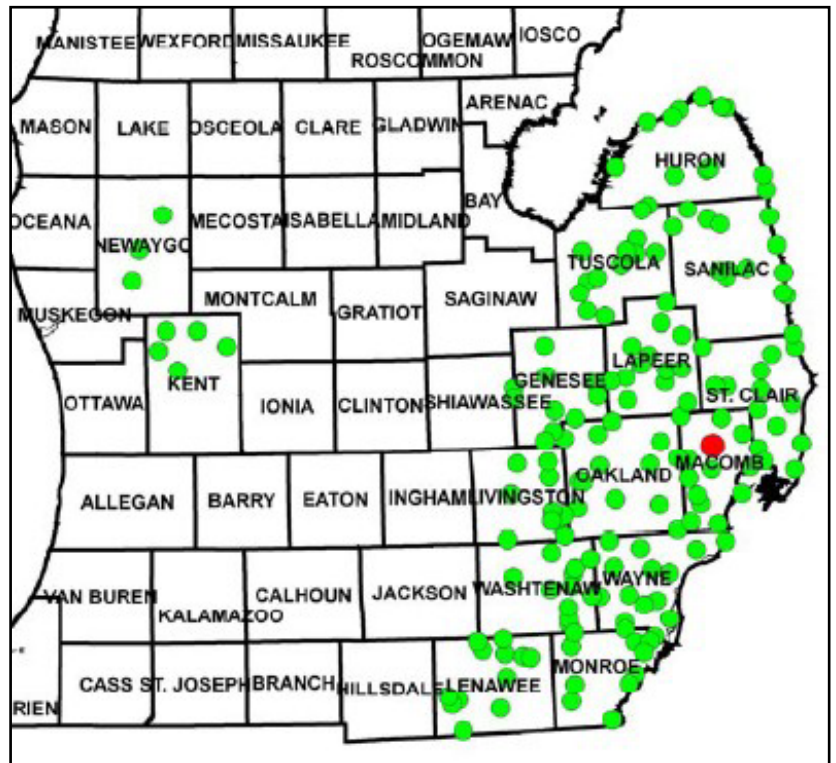 MANISTEE WEXFORD MISSAUKEE ROSCOMMON OGEMAW IOSCO
MASON LAKE OSCEOLA CLARE GLADWIN ARENAC
HURON
OCEANA NEWAYGO MECOSTA ISABELLA MIDLAND BAY
TUSCOLA SANILAC
MUSKEGON MONTCALM GRATIOT SAGINAW
KENT GENESEE LAPEER ST. CLAIR
OTTAWA IONIA CLINTON SHIAWASSEE
ALLEGAN BARRY EATON INGHAM LIVINGSTON OAKLAND MACOMB
VAN BUREN KALAMAZOO CALHOUN JACKSON WASHTENAW WAYNE
RIEN CASS ST. JOSEPH BRANCH HILLSDALE LENAWEE MONROE